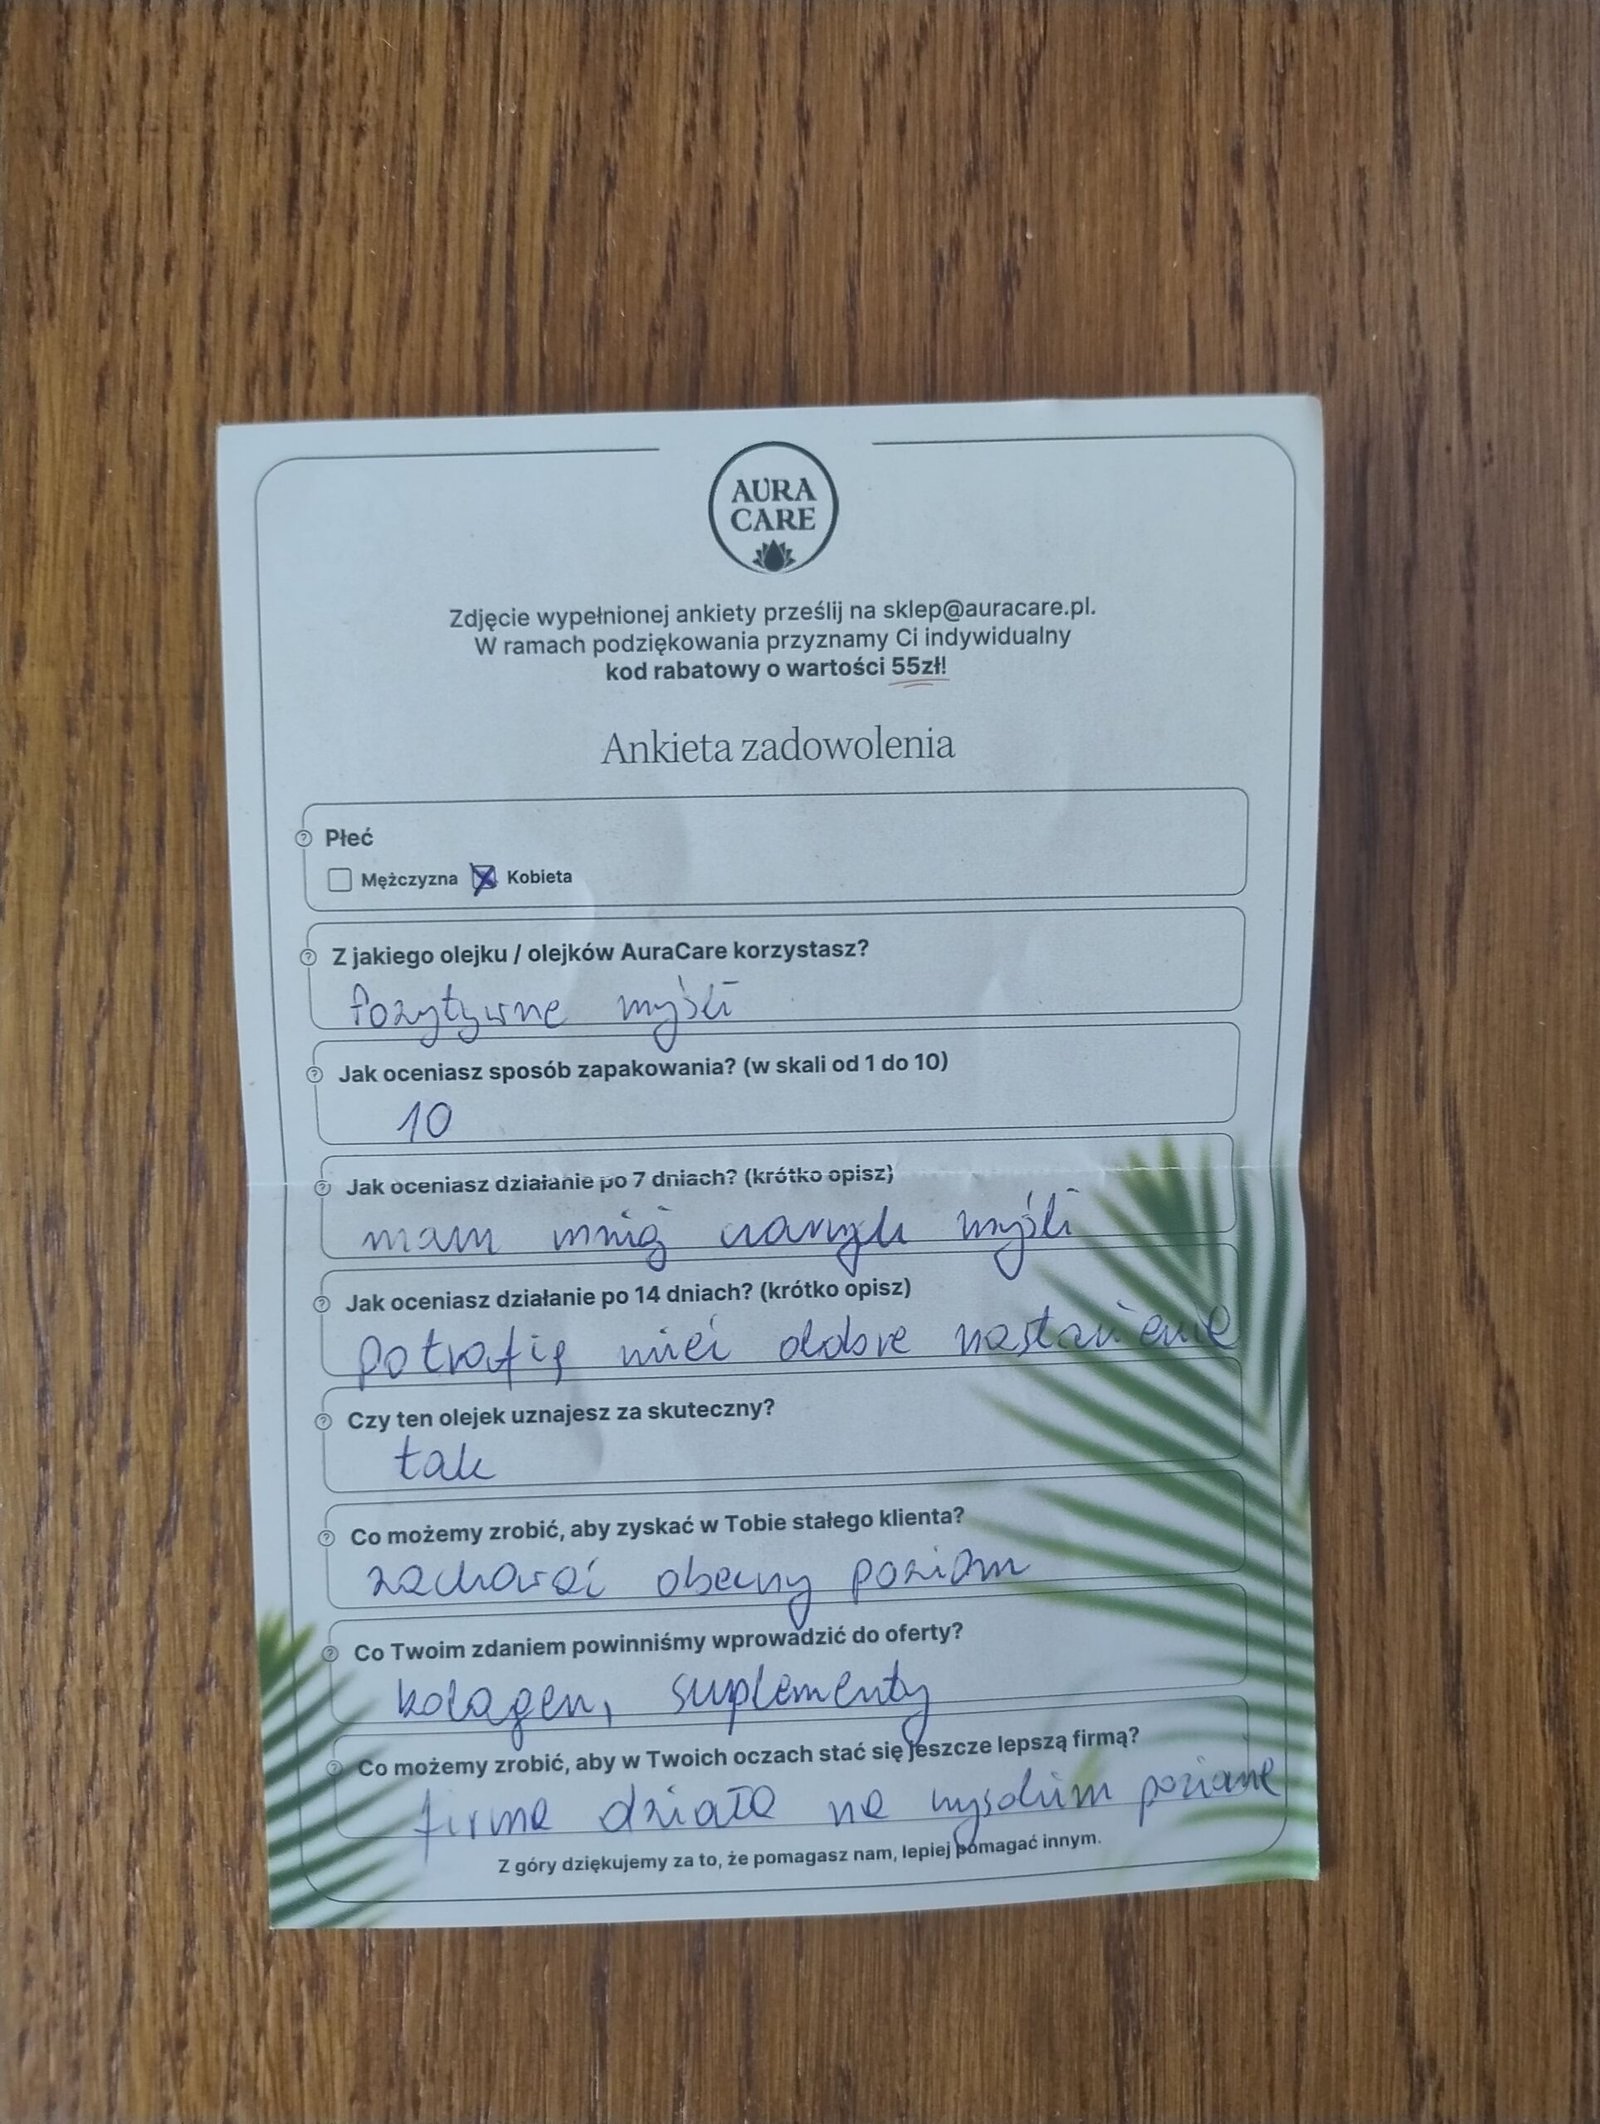 AURA
CARE
Zdjęcie wypełnionej ankiety prześlij na sklep@auracare.pl.
W ramach podziękowania przyznamy Ci indywidualny
kod rabatowy o wartości 55zł!
Ankieta zadowolenia
Płeć
Mężczyzna Kobieta
Z jakiego olejku / olejków AuraCare korzystasz?
Pozytywne myśli
Jak oceniasz sposób zapakowania? (w skali od 1 do 10)
10
Jak oceniasz działanie po 7 dniach? (krótko opisz)
mam mnij czarnych myśli
Jak oceniasz działanie po 14 dniach? (krótko opisz)
potrafię mieć dobre nastawienie
Czy ten olejek uznajesz za skuteczny?
tak
Co możemy zrobić, aby zyskać w Tobie stałego klienta?
zachować obecny poziom
Co Twoim zdaniem powinniśmy wprowadzić do oferty?
kolagen, suplementy
Co możemy zrobić, aby w Twoich oczach stać się jeszcze lepszą firmą?
firma działa na wysokim poziomie
Z góry dziękujemy za to, że pomagasz nam, lepiej pomagać innym.